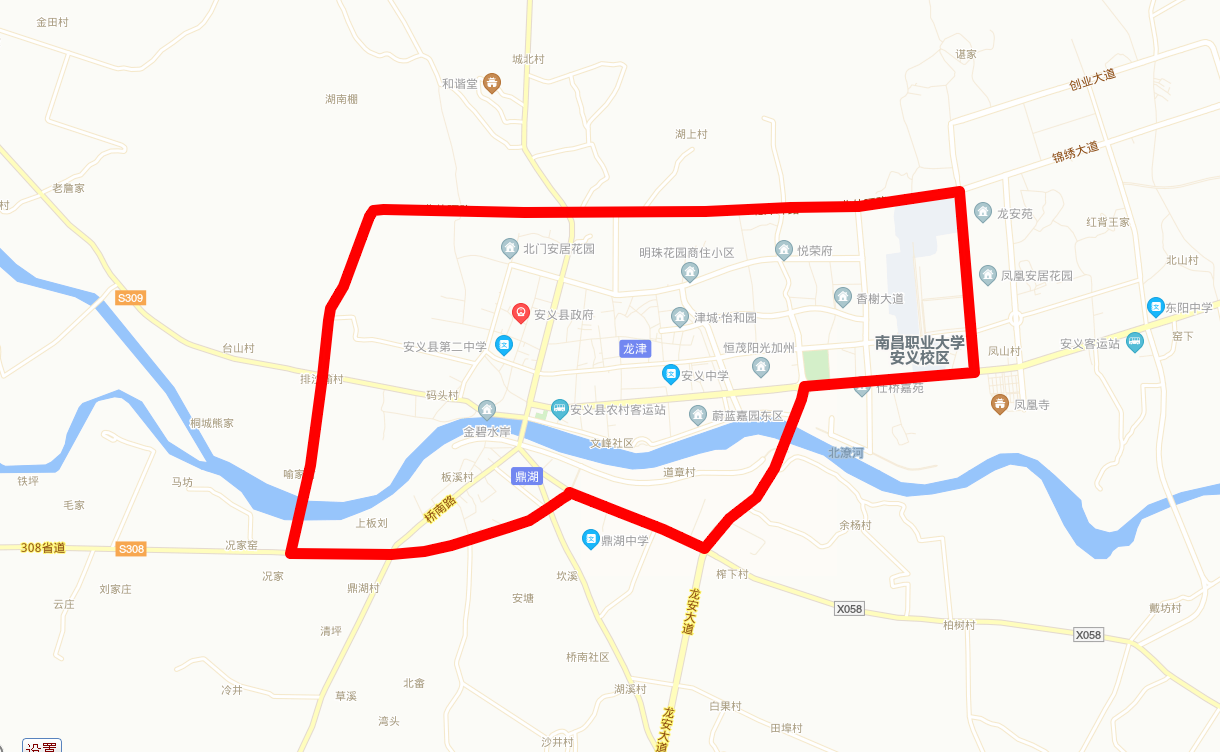 金田村
城北村
谌家
和谐堂
创业大道
湖南棚
湖上村
锦绣大道
老詹家
村
龙安苑
红背王家
北门安居花园
明珠花园商住小区
悦荣府
北山村
凤凰安居花园
S309
香榭大道
东阳中学
安义县政府
津城·怡和园
窑下
台山村
安义县第二中学
龙津
恒茂阳光加州
南昌职业大学
安义校区
凤山村
安义客运站
安义中学
码头村
仕桥嘉苑
凤凰寺
安义县农村客运站
蔚蓝嘉园东区
桐城熊家
金碧水岸
文峰社区
北潦河
铁坪
马坊
喻家
板溪村
鼎湖
道章村
毛家
桥南路
上板刘
余杨村
308省道
S308
况家窑
鼎湖中学
况家
坎溪
榨下村
刘家庄
鼎湖村
云庄
安塘
龙安大道
X058
戴坊村
清坪
柏树村
X058
桥南社区
冷井
草溪
北畲
湖溪村
湾头
白果村
龙安大道
田埠村
沙井村
设置